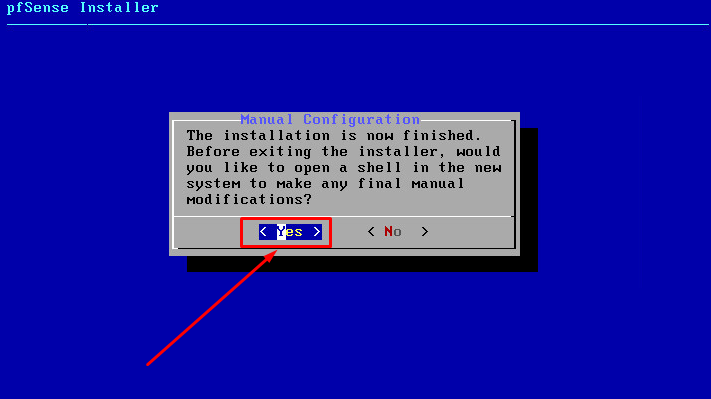 pfSense Installer
Manual Configuration
The installation is now finished.
Before exiting the installer, would
you like to open a shell in the new
system to make any final manual
modifications?
< Yes > < No >